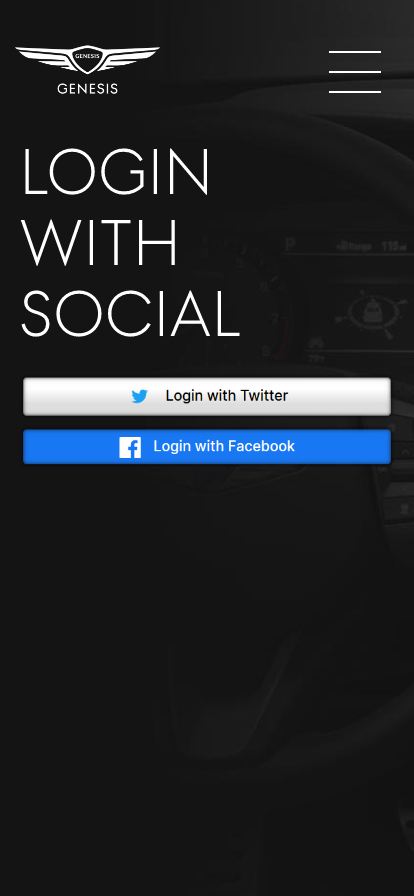 GENESIS
GENESIS
LOGIN
WITH
SOCIAL
P
Login with Twitter
Login with Facebook